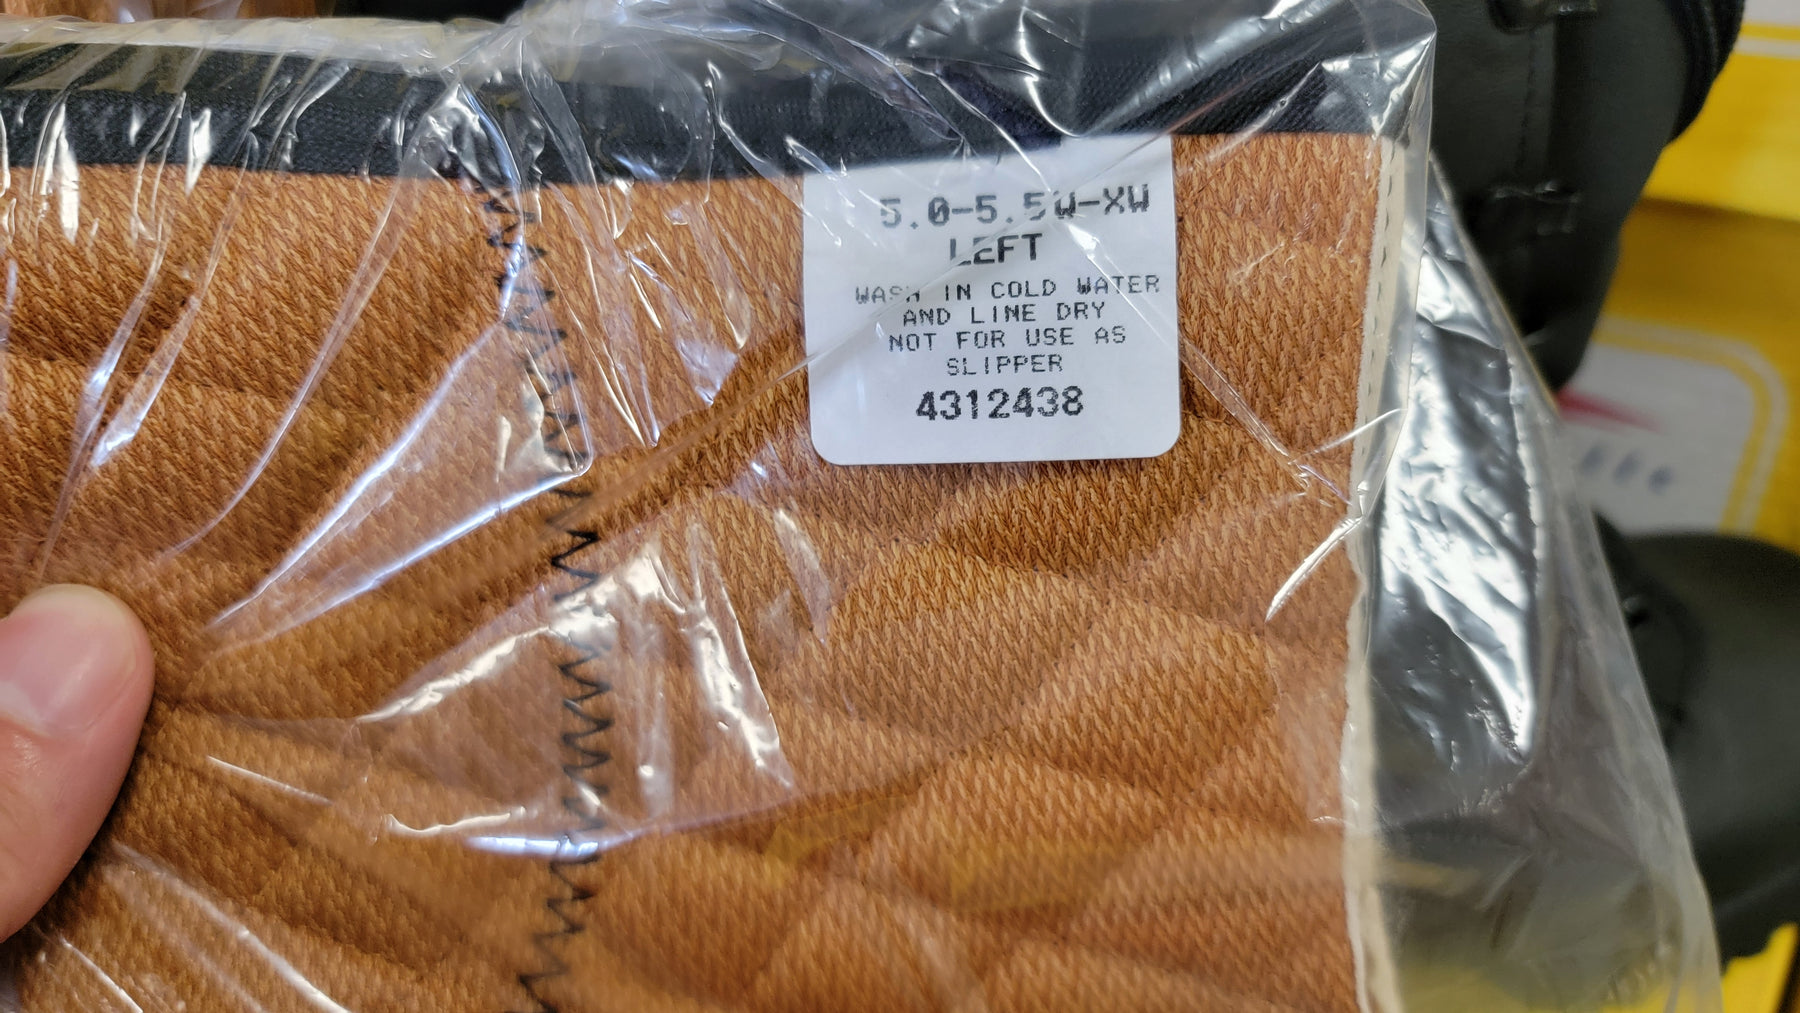 5.0-5.5W-XW
LEFT
WASH IN COLD WATER
AND LINE DRY
NOT FOR USE AS
SLIPPER
4312438